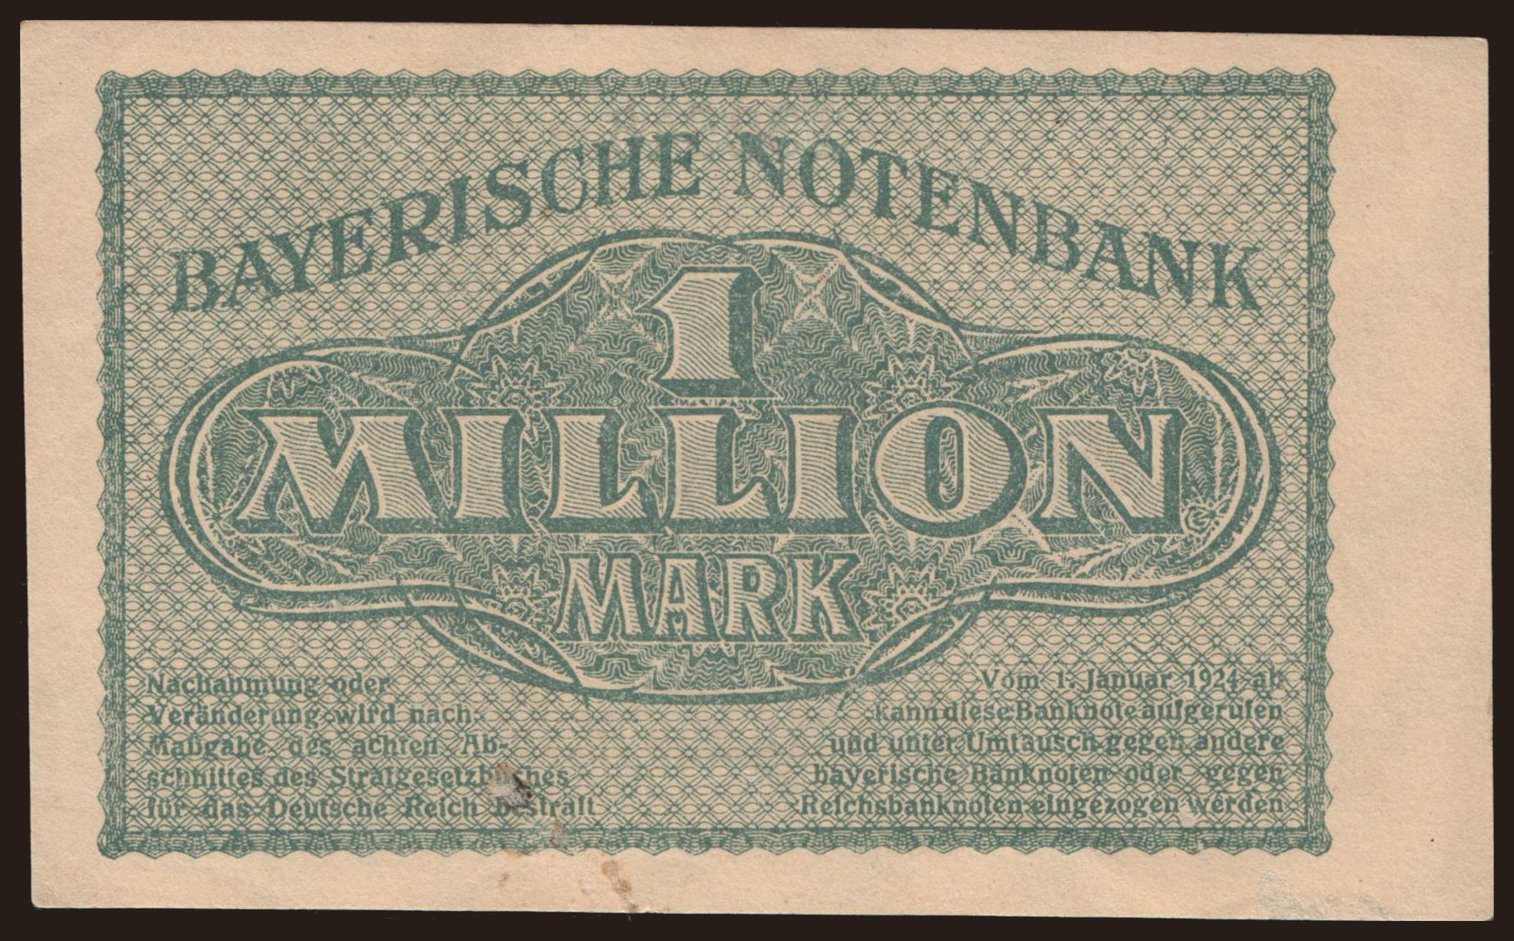 BAYERISCHE NOTENBANK
1
MILLION
MARK
Nachahmung oder
Veränderung wird nach
Maßgabe des achten Ab-
schnittes des Strafgesetzbuches
für das Deutsche Reich bestraft
Vom 1. Januar 1924 ab
kann diese Banknote aufgerufen
und unter Umtausch gegen andere
bayerische Banknoten oder gegen
Reichsbanknoten eingezogen werden